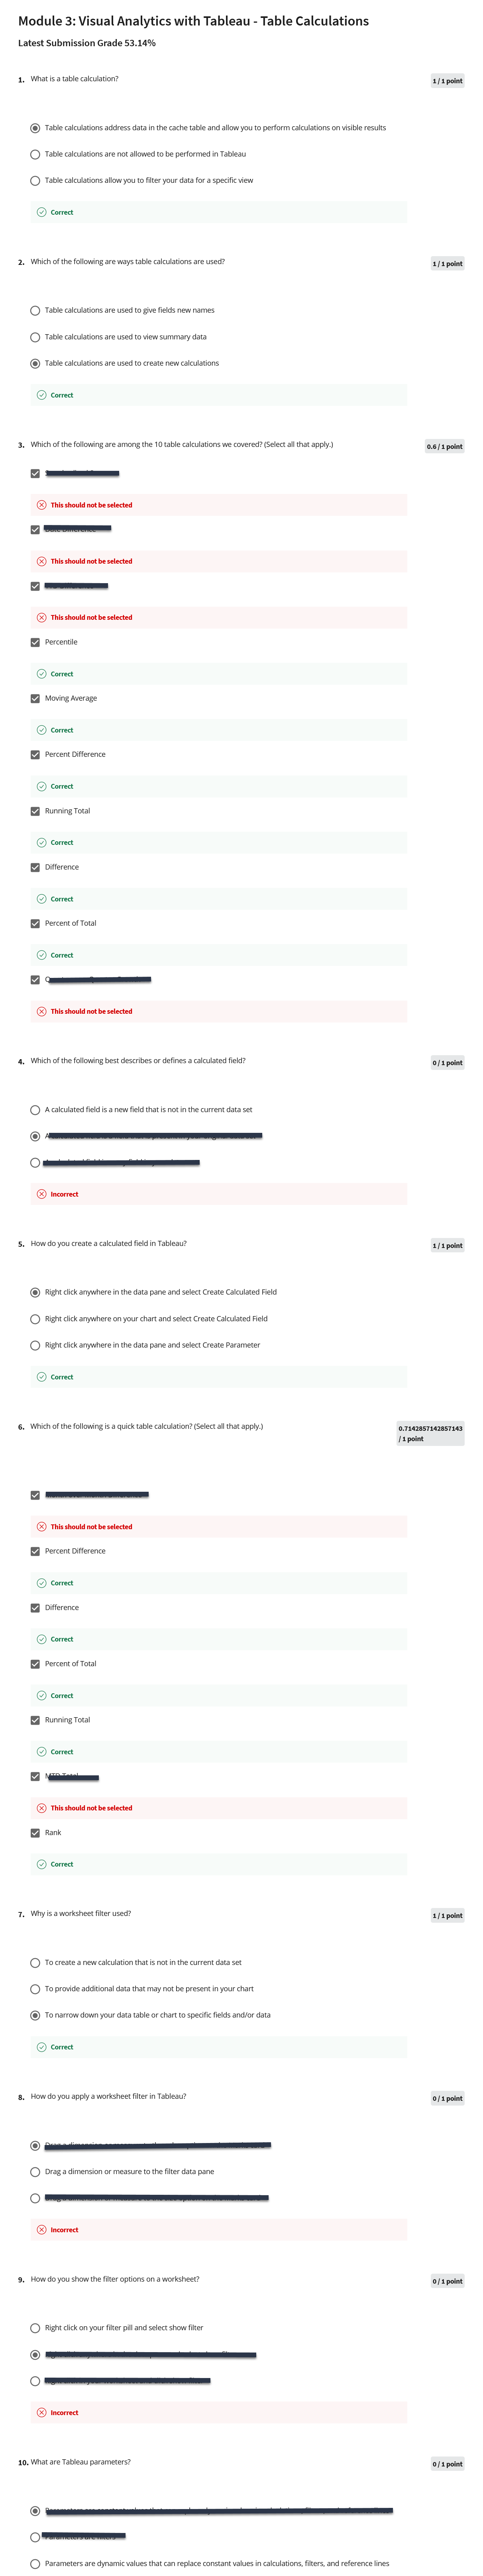 Module 3: Visual Analytics with Tableau - Table Calculations
Latest Submission Grade 53.14%
1. What is a table calculation? 1 / 1 point
Table calculations address data in the cache table and allow you to perform calculations on visible results
Table calculations are not allowed to be performed in Tableau
Table calculations allow you to filter your data for a specific view
Correct
2. Which of the following are ways table calculations are used? 1 / 1 point
Table calculations are used to give fields new names
Table calculations are used to view summary data
Table calculations are used to create new calculations
Correct
3. Which of the following are among the 10 table calculations we covered? (Select all that apply.) 0.6 / 1 point
This should not be selected
This should not be selected
This should not be selected
Percentile
Correct
Moving Average
Correct
Percent Difference
Correct
Running Total
Correct
Difference
Correct
Percent of Total
Correct
This should not be selected
4. Which of the following best describes or defines a calculated field? 0 / 1 point
A calculated field is a new field that is not in the current data set
Incorrect
5. How do you create a calculated field in Tableau? 1 / 1 point
Right click anywhere in the data pane and select Create Calculated Field
Right click anywhere on your chart and select Create Calculated Field
Right click anywhere in the data pane and select Create Parameter
Correct
6. Which of the following is a quick table calculation? (Select all that apply.) 0.7142857142857143
/ 1 point
This should not be selected
Percent Difference
Correct
Difference
Correct
Percent of Total
Correct
Running Total
Correct
This should not be selected
Rank
Correct
7. Why is a worksheet filter used? 1 / 1 point
To create a new calculation that is not in the current data set
To provide additional data that may not be present in your chart
To narrow down your data table or chart to specific fields and/or data
Correct
8. How do you apply a worksheet filter in Tableau? 0 / 1 point
Drag a dimension or measure to the filter data pane
Incorrect
9. How do you show the filter options on a worksheet? 0 / 1 point
Right click on your filter pill and select show filter
Incorrect
10. What are Tableau parameters? 0 / 1 point
Parameters are dynamic values that can replace constant values in calculations, filters, and reference lines